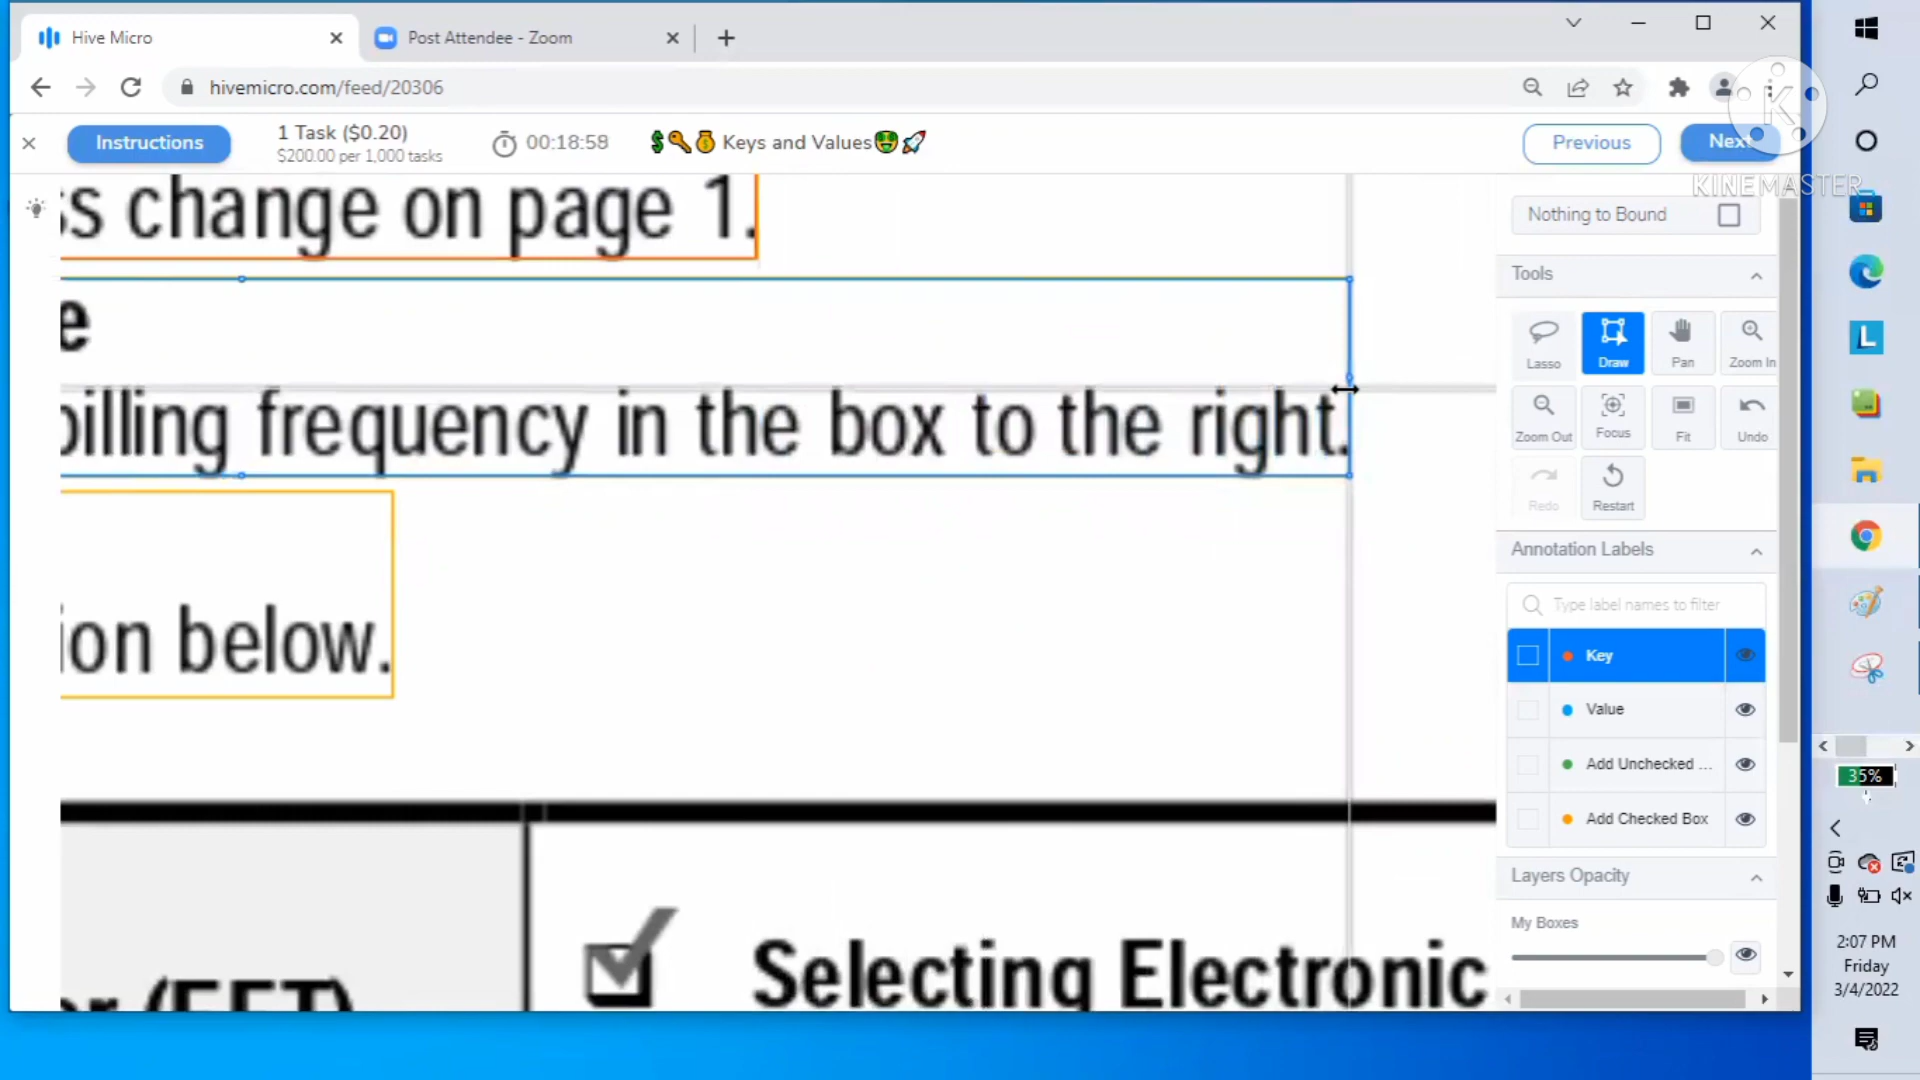 Hive Micro
Post Attendee - Zoom
hivemicro.com/feed/20306
Instructions
1 Task ($0.20)
$200.00 per 1,000 tasks
00:18:58
Keys and Values
Previous
Next
KINEMASTER
ss change on page 1.
e
billing frequency in the box to the right.
ion below.
Selecting Electronic
(EFT)
Nothing to Bound
Tools
Lasso
Draw
Pan
Zoom In
Zoom Out
Focus
Fit
Undo
Redo
Restart
Annotation Labels
Type label names to filter
Key
Value
Add Unchecked ...
Add Checked Box
Layers Opacity
My Boxes
35%
2:07 PM
Friday
3/4/2022